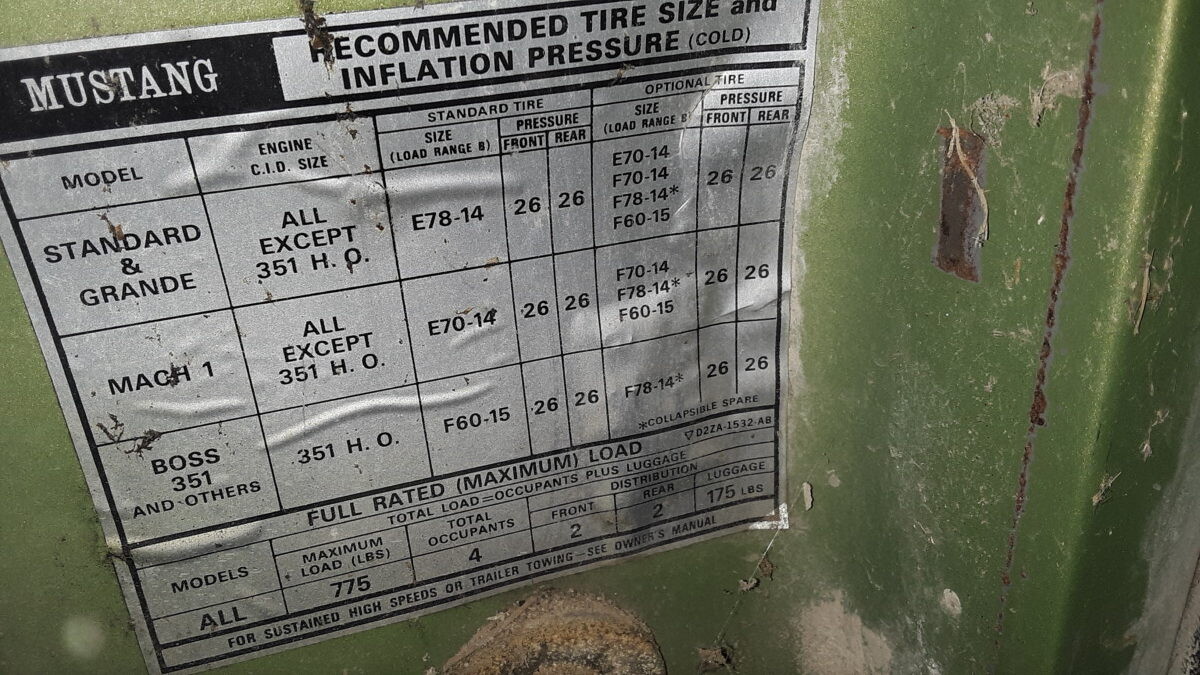 MUSTANG
RECOMMENDED TIRE SIZE and
INFLATION PRESSURE (COLD)
MODEL
ENGINE
C.I.D. SIZE
STANDARD TIRE
SIZE
(LOAD RANGE B)
PRESSURE
FRONT REAR
OPTIONAL TIRE
SIZE
(LOAD RANGE B)
PRESSURE
FRONT REAR
STANDARD
&
GRANDE
ALL
EXCEPT
351 H. O.
E78-14
26 26
E70-14
F70-14
F78-14*
F60-15
26 26
MACH 1
ALL
EXCEPT
351 H. O.
E70-14
26 26
F70-14
F78-14*
F60-15
26 26
BOSS
351
AND OTHERS
351 H. O.
F60-15
26 26
F78-14*
26 26
*COLLAPSIBLE SPARE
▽D2ZA-1532-AB
FULL RATED (MAXIMUM) LOAD
TOTAL LOAD=OCCUPANTS PLUS LUGGAGE
MODELS
MAXIMUM
LOAD (LBS)
TOTAL
OCCUPANTS
DISTRIBUTION
FRONT REAR LUGGAGE
ALL 775 4 2 2 175 LBS
FOR SUSTAINED HIGH SPEEDS OR TRAILER TOWING—SEE OWNER'S MANUAL